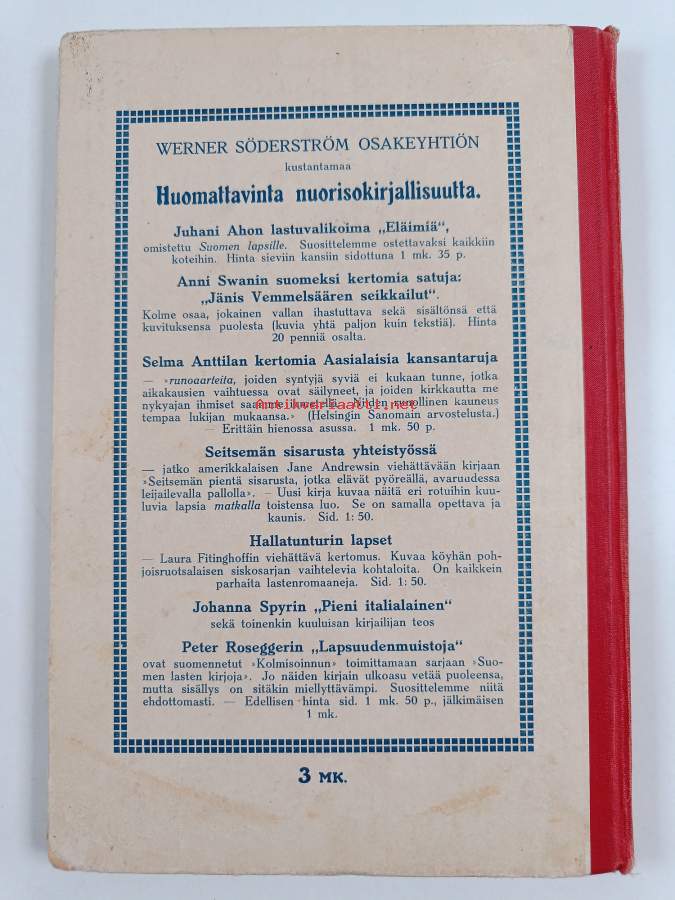 WERNER SÖDERSTRÖM OSAKEYHTIÖN
kustantamaa
Huomattavinta nuorisokirjallisuutta.
Juhani Ahon lastuvalikoima „Eläimiä“,
omistettu Suomen lapsille. Suosittelemme ostettavaksi kaikkiin
koteihin. Hinta sieviin kansiin sidottuna 1 mk. 35 p.
Anni Swanin suomeksi kertomia satuja:
„Jänis Vemmelsäären seikkailut“.
Kolme osaa, jokainen vallan ihastuttava sekä sisältönsä että
kuvituksensa puolesta (kuvia yhtä paljon kuin tekstiä). Hinta
20 penniä osalta.
Selma Anttilan kertomia Aasialaisia kansantaruja
— »runoaarteita, joiden syntyjä syviä ei kukaan tunne, jotka
aikakausien vaihtuessa ovat säilyneet, ja joiden kirkkautta me
nykyajan ihmiset saamme ihmetellä. Niiden runollinen kauneus
Antikvariaatti.net
tempaa lukijan mukaansa.» (Helsingin Sanomain arvostelusta.)
— Erittäin hienossa asussa. 1 mk. 50 p.
Seitsemän sisarusta yhteistyössä
— jatko amerikkalaisen Jane Andrewsin viehättävään kirjaan
»Seitsemän pientä sisarusta, jotka elävät pyöreällä, avaruudessa
leijailevalla pallolla». — Uusi kirja kuvaa näitä eri rotuihin kuu-
luvia lapsia matkalla toistensa luo. Se on samalla opettava ja
kaunis. Sid. 1: 50.
Hallatunturin lapset
— Laura Fitinghoffin viehättävä kertomus. Kuvaa köyhän poh-
joisruotsalaisen siskosarjan vaihtelevia kohtaloita. On kaikkein
parhaita lastenromaaneja. Sid. 1: 50.
Johanna Spyrin „Pieni italialainen“
sekä toinenkin kuuluisan kirjailijan teos
Peter Roseggerin „Lapsuudenmuistoja“
ovat suomennetut »Kolmisoinnun» toimittamaan sarjaan »Suo-
men lasten kirjoja». Jo näiden kirjain ulkoasu vetää puoleensa,
mutta sisällys on sitäkin miellyttävämpi. Suosittelemme niitä
ehdottomasti. — Edellisen hinta sid. 1 mk. 50 p., jälkimäisen
1 mk.
3 MK.